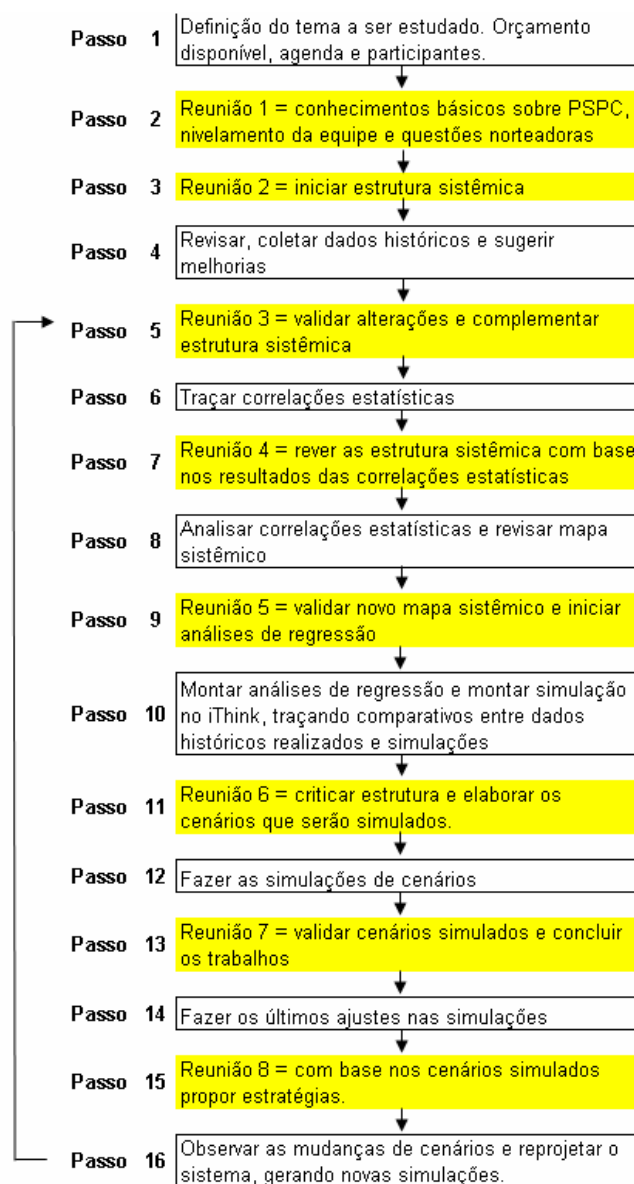 Passo 1 Definição do tema a ser estudado. Orçamento
disponível, agenda e participantes.
Passo 2 Reunião 1 = conhecimentos básicos sobre PSPC,
nivelamento da equipe e questões norteadoras
Passo 3 Reunião 2 = iniciar estrutura sistêmica
Passo 4 Revisar, coletar dados históricos e sugerir
melhorias
Passo 5 Reunião 3 = validar alterações e complementar
estrutura sistêmica
Passo 6 Traçar correlações estatísticas
Passo 7 Reunião 4 = rever as estrutura sistêmica com base
nos resultados das correlações estatísticas
Passo 8 Analisar correlações estatísticas e revisar mapa
sistêmico
Passo 9 Reunião 5 = validar novo mapa sistêmico e iniciar
análises de regressão
Passo 10 Montar análises de regressão e montar simulação
no iThink, traçando comparativos entre dados
históricos realizados e simulações
Passo 11 Reunião 6 = criticar estrutura e elaborar os
cenários que serão simulados.
Passo 12 Fazer as simulações de cenários
Passo 13 Reunião 7 = validar cenários simulados e concluir
os trabalhos
Passo 14 Fazer os últimos ajustes nas simulações
Passo 15 Reunião 8 = com base nos cenários simulados
propor estratégias.
Passo 16 Observar as mudanças de cenários e reprojetar o
sistema, gerando novas simulações.